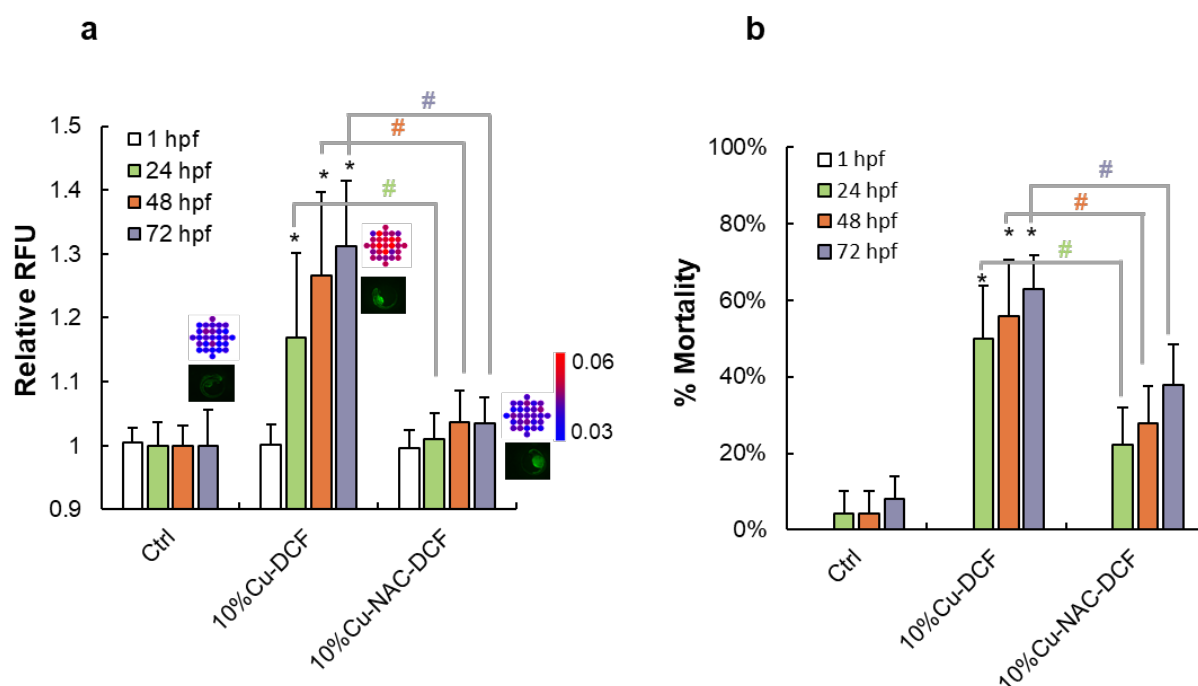 a
Relative RFU
1.5
1.4
1.3
1.2
1.1
1
0.9
1 hpf
24 hpf
48 hpf
72 hpf
#
#
#
*
*
*
0.06
0.03
Ctrl
10%Cu-DCF
10%Cu-NAC-DCF
b
% Mortality
100%
80%
60%
40%
20%
0%
1 hpf
24 hpf
48 hpf
72 hpf
#
#
#
*
*
*
Ctrl
10%Cu-DCF
10%Cu-NAC-DCF